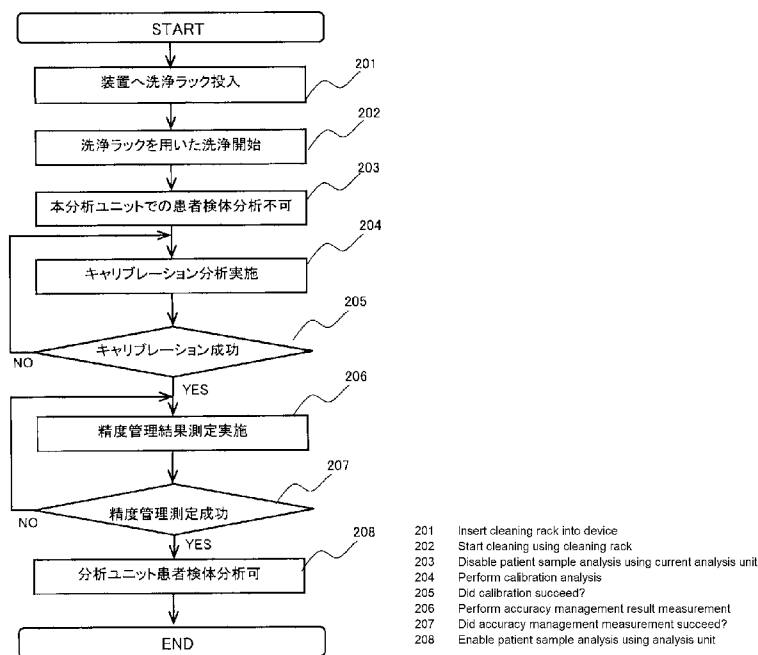 START
201
装置へ洗浄ラック投入
202
洗浄ラックを用いた洗浄開始
203
本分析ユニットでの患者検体分析不可
204
キャリブレーション分析実施
205
キャリブレーション成功
NO
YES
206
精度管理結果測定実施
207
精度管理測定成功
NO
YES
208
分析ユニット患者検体分析可
END
201 Insert cleaning rack into device
202 Start cleaning using cleaning rack
203 Disable patient sample analysis using current analysis unit
204 Perform calibration analysis
205 Did calibration succeed?
206 Perform accuracy management result measurement
207 Did accuracy management measurement succeed?
208 Enable patient sample analysis using analysis unit